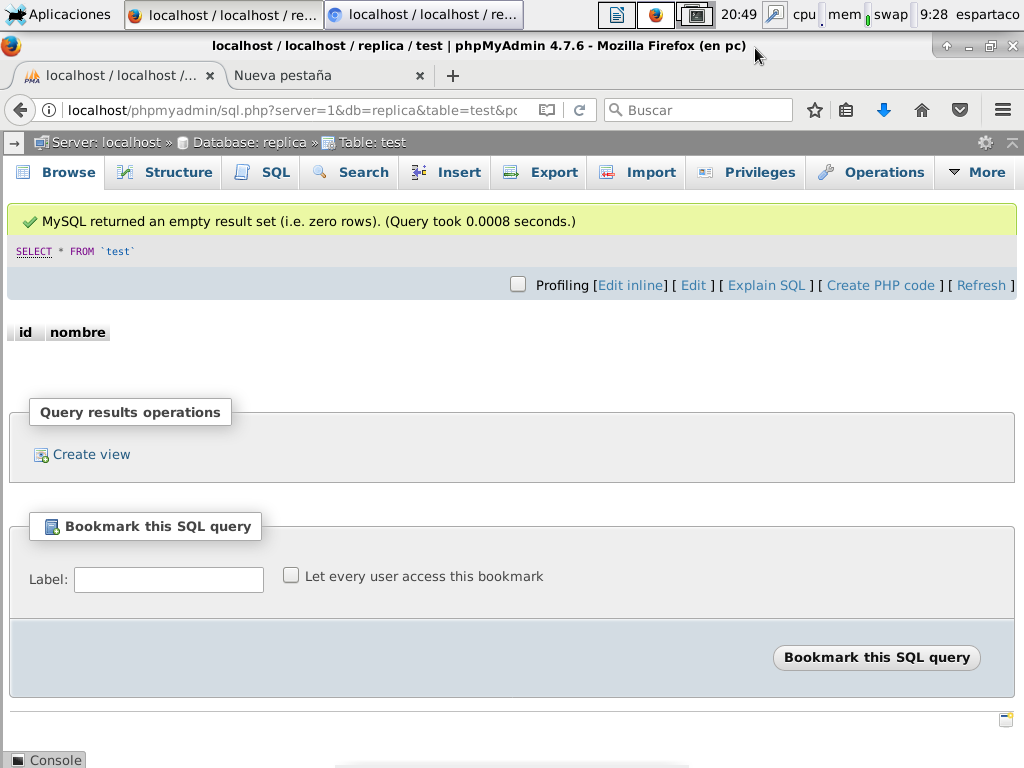 Aplicaciones localhost / localhost / re... localhost / localhost / re... 20:49 cpu mem swap 9:28 espartaco
localhost / localhost / replica / test | phpMyAdmin 4.7.6 - Mozilla Firefox (en pc)
PMA localhost / localhost /... Nueva pestaña
localhost/phpmyadmin/sql.php?server=1&db=replica&table=test&pc Buscar
Server: localhost » Database: replica » Table: test
Browse Structure SQL Search Insert Export Import Privileges Operations More
MySQL returned an empty result set (i.e. zero rows). (Query took 0.0008 seconds.)
SELECT * FROM `test`
Profiling [Edit inline] [ Edit ] [ Explain SQL ] [ Create PHP code ] [ Refresh ]
id nombre
Query results operations
Create view
Bookmark this SQL query
Label: Let every user access this bookmark
Bookmark this SQL query
Console